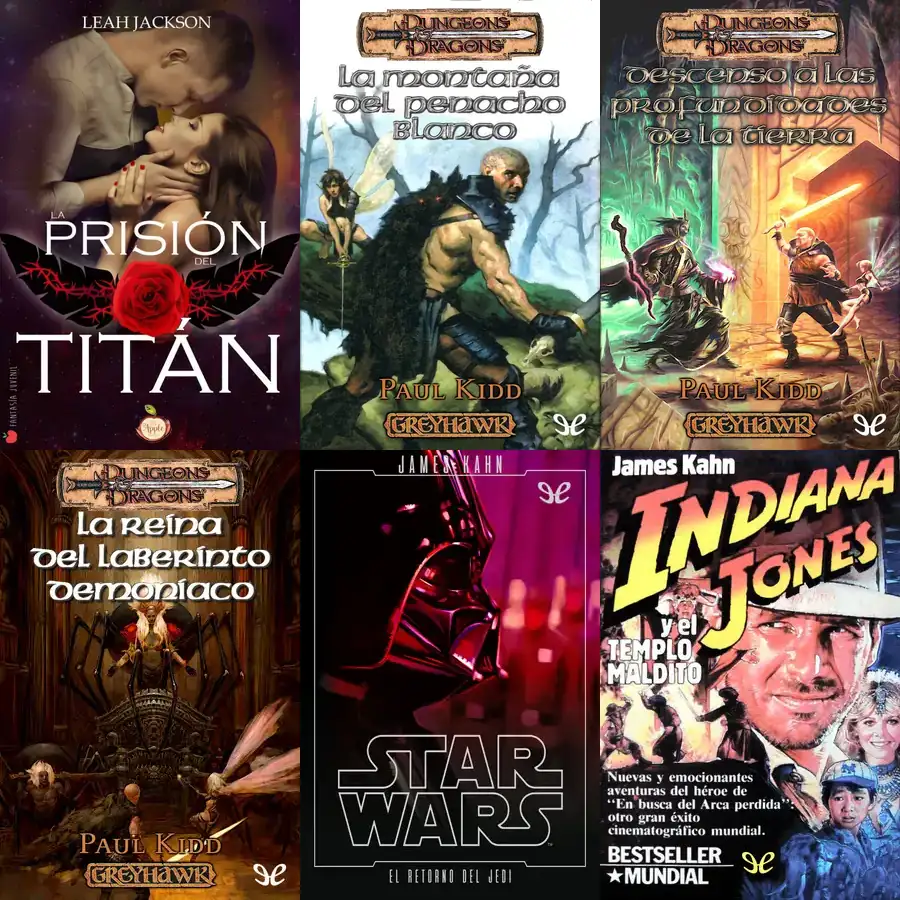 LEAH JACKSON
LA
PRISIÓN
DEL
TITÁN
FANTASÍA JUVENIL
Apple
DUNGEONS
DRAGONS
La montaña
del penacho
blanco
PAUL KIDD
GREYHAWK
DUNGEONS
DRAGONS
Descenso a las
profundidades
de la tierra
PAUL KIDD
GREYHAWK
DUNGEONS
DRAGONS
La reina
del laberinto
demoníaco
PAUL KIDD
GREYHAWK
JAMES KAHN
STAR
WARS
EL RETORNO DEL JEDI
James Kahn
INDIANA
JONES
y el
TEMPLO
MALDITO
Nuevas y emocionantes
aventuras del héroe de
"En busca del Arca perdida":
otro gran éxito
cinematográfico mundial.
BESTSELLER
★MUNDIAL